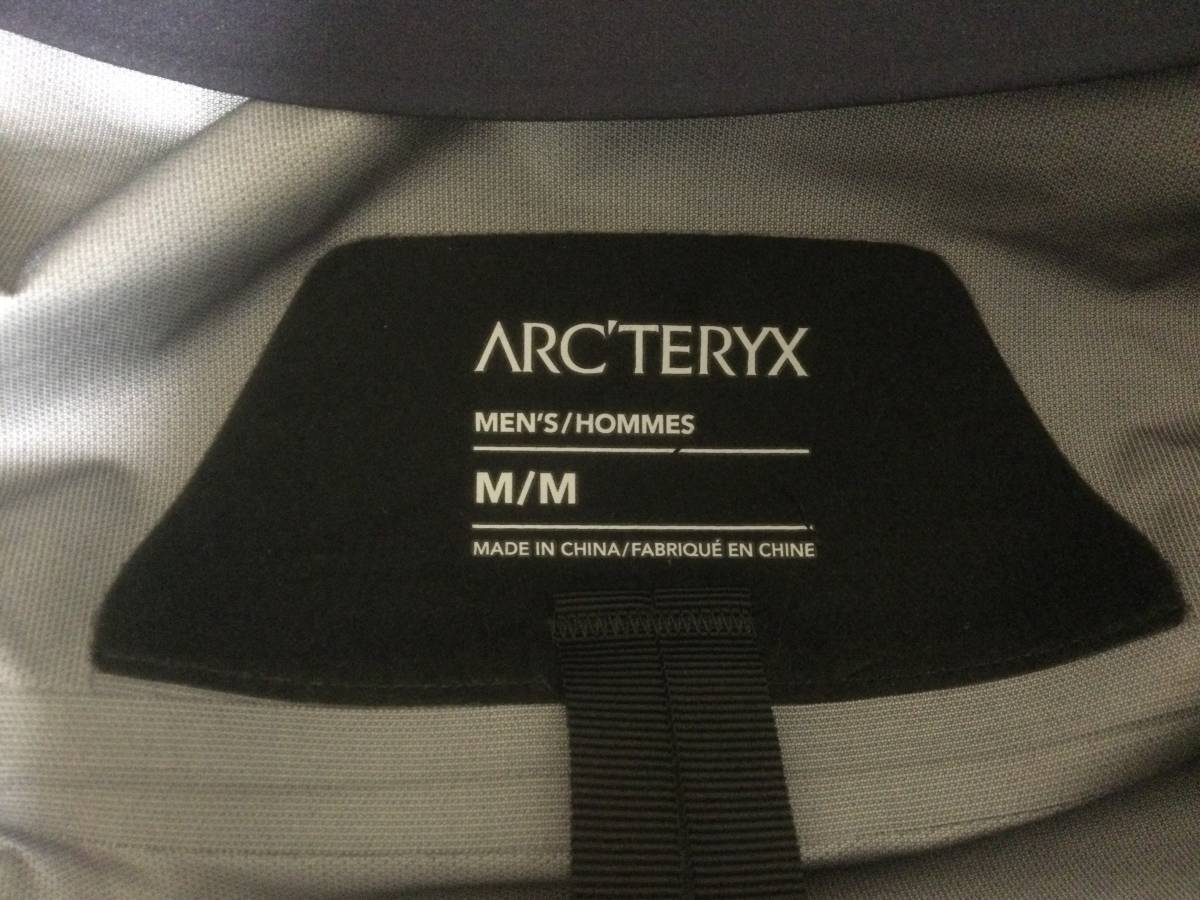 ARC'TERYX
MEN'S/HOMMES
M/M
MADE IN CHINA/FABRIQUÉ EN CHINE